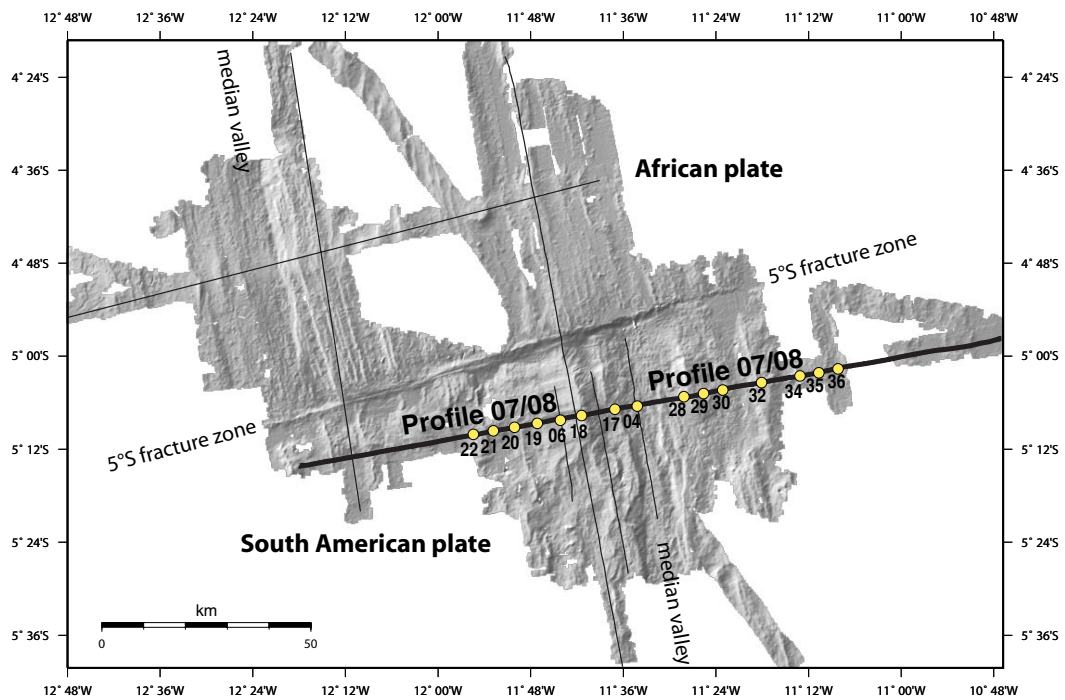 12° 48'W 12° 36'W 12° 24'W 12° 12'W 12° 00'W 11° 48'W 11° 36'W 11° 24'W 11° 12'W 11° 00'W 10° 48'W
4° 24'S 4° 24'S
median valley
4° 36'S 4° 36'S
African plate
4° 48'S 4° 48'S
5°S fracture zone
5° 00'S 5° 00'S
Profile 07/08
Profile 07/08
22 21 20 19 06 18 17 04 28 29 30 32 34 35 36
5°S fracture zone
5° 12'S 5° 12'S
South American plate
5° 24'S 5° 24'S
median valley
km
0 50
5° 36'S 5° 36'S
12° 48'W 12° 36'W 12° 24'W 12° 12'W 12° 00'W 11° 48'W 11° 36'W 11° 24'W 11° 12'W 11° 00'W 10° 48'W